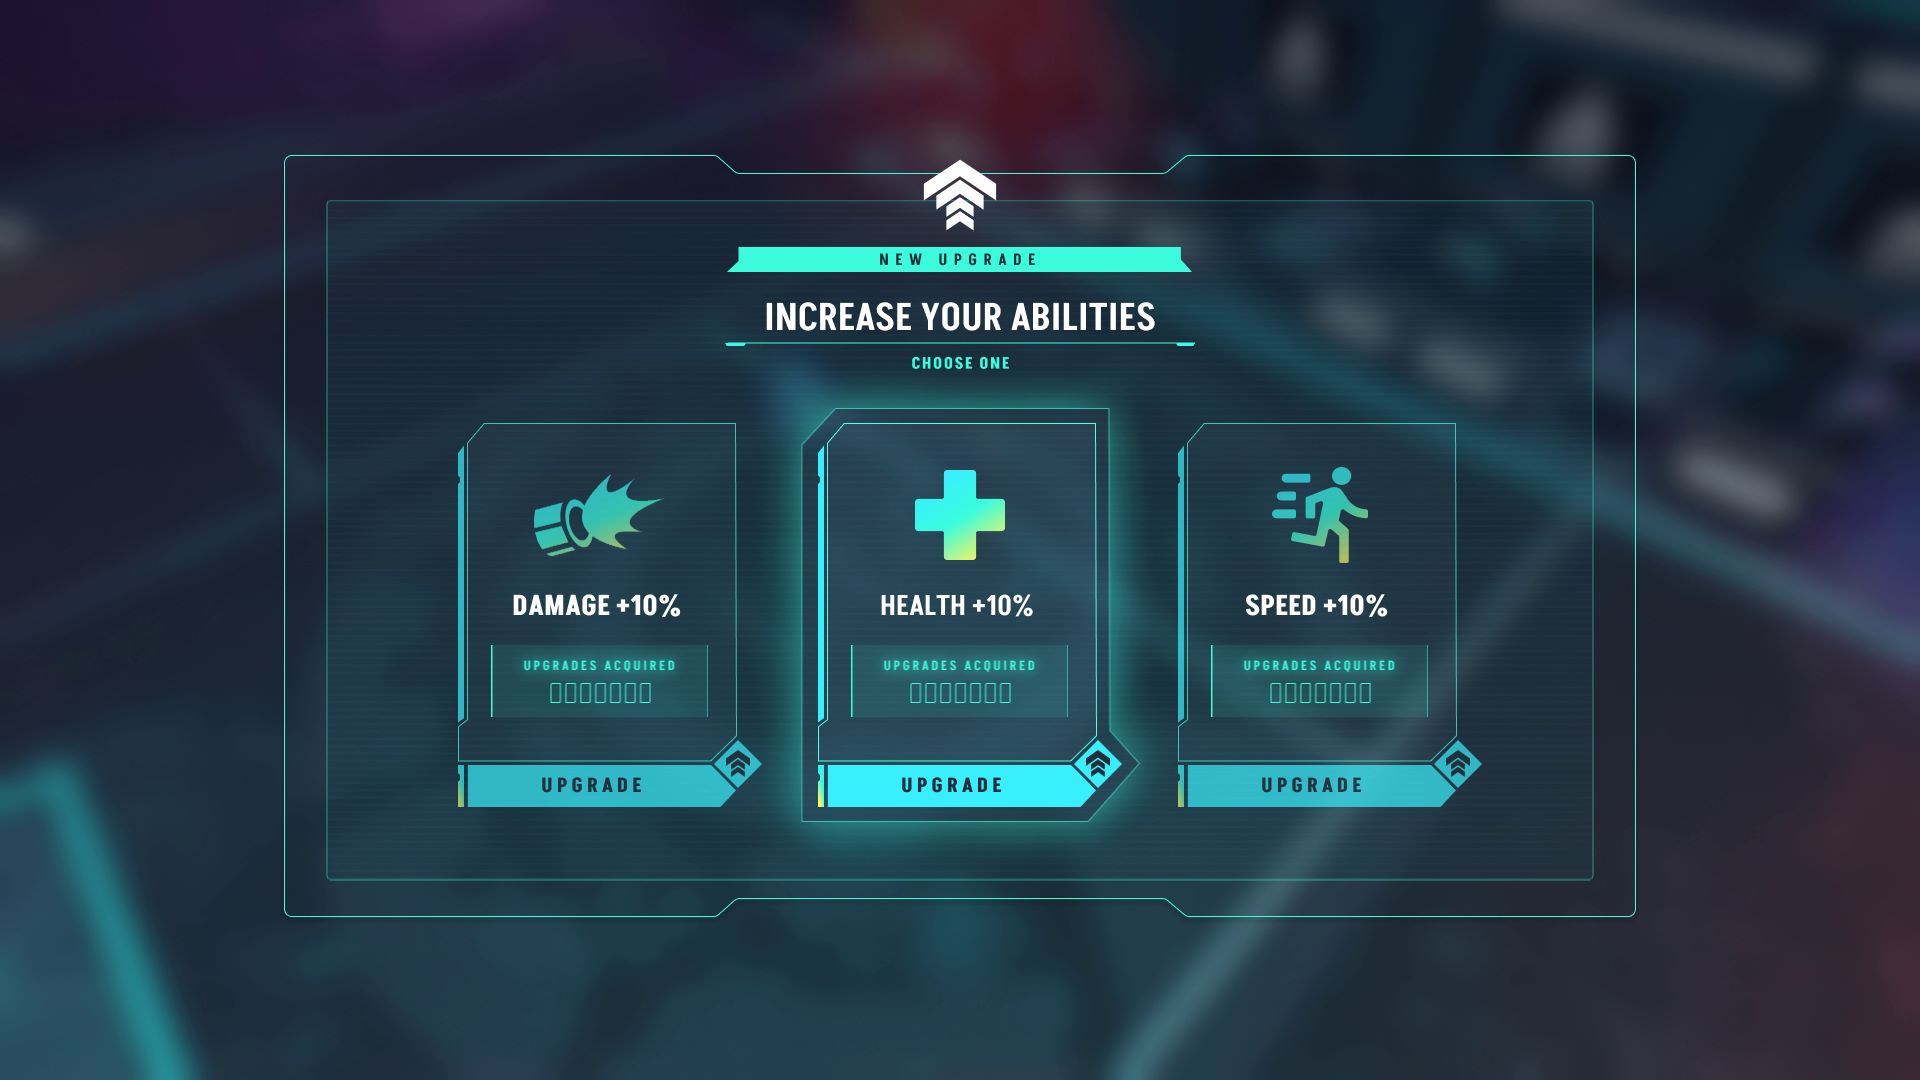 NEW UPGRADE
INCREASE YOUR ABILITIES
CHOOSE ONE
DAMAGE +10%
UPGRADES ACQUIRED
UPGRADE
HEALTH +10%
UPGRADES ACQUIRED
UPGRADE
SPEED +10%
UPGRADES ACQUIRED
UPGRADE